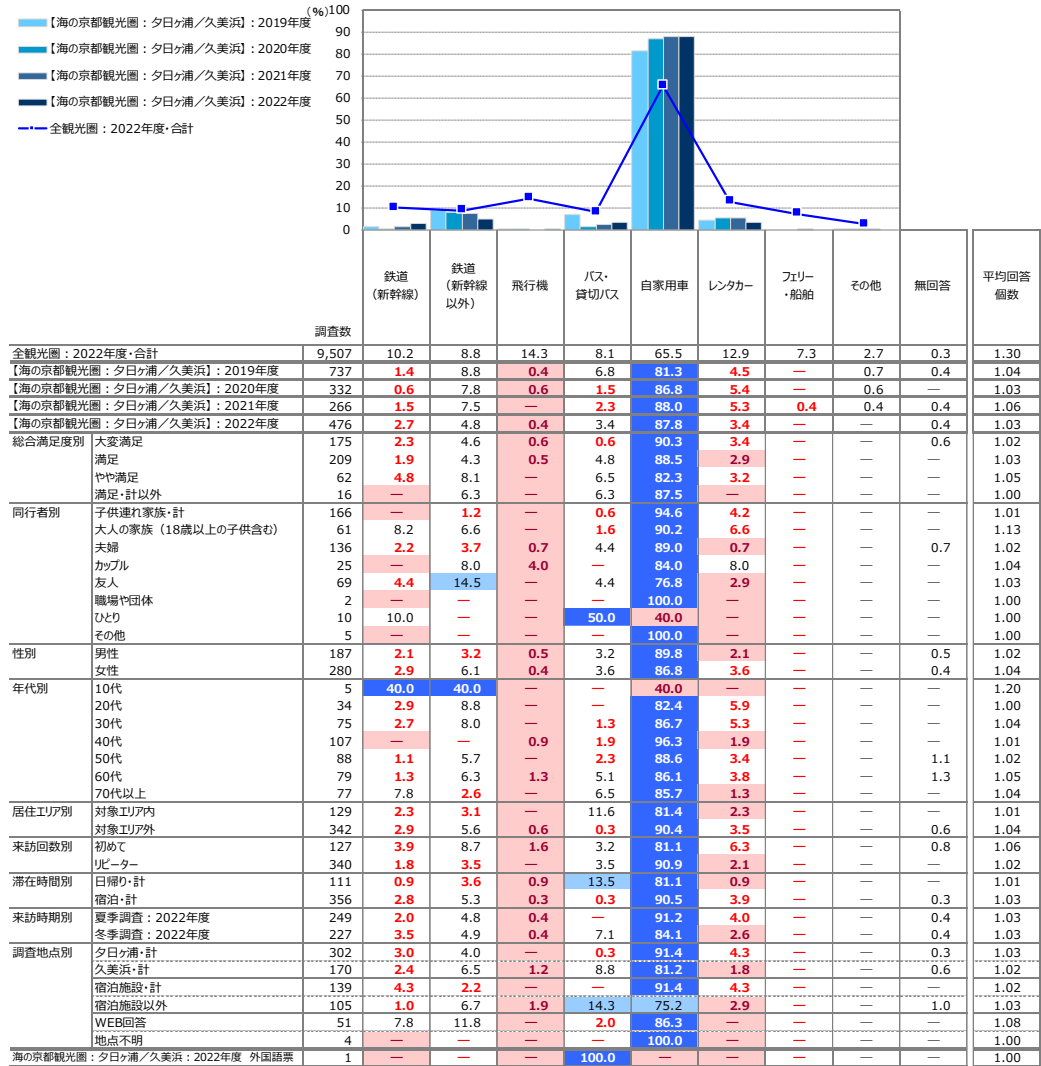 (%)
【海の京都観光圏：夕日ヶ浦／久美浜】：2019年度
【海の京都観光圏：夕日ヶ浦／久美浜】：2020年度
【海の京都観光圏：夕日ヶ浦／久美浜】：2021年度
【海の京都観光圏：夕日ヶ浦／久美浜】：2022年度
全観光圏：2022年度・合計
100
90
80
70
60
50
40
30
20
10
0
調査数 鉄道（新幹線） 鉄道（新幹線以外） 飛行機 バス・貸切バス 自家用車 レンタカー フェリー・船舶 その他 無回答 平均回答個数
全観光圏：2022年度・合計 9,507 10.2 8.8 14.3 8.1 65.5 12.9 7.3 2.7 0.3 1.30
【海の京都観光圏：夕日ヶ浦／久美浜】：2019年度 737 1.4 8.8 0.4 6.8 81.3 4.5 — 0.7 0.4 1.04
【海の京都観光圏：夕日ヶ浦／久美浜】：2020年度 332 0.6 7.8 0.6 1.5 86.8 5.4 — 0.6 — 1.03
【海の京都観光圏：夕日ヶ浦／久美浜】：2021年度 266 1.5 7.5 — 2.3 88.0 5.3 0.4 0.4 0.4 1.06
【海の京都観光圏：夕日ヶ浦／久美浜】：2022年度 476 2.7 4.8 0.4 3.4 87.8 3.4 — — 0.4 1.03
総合満足度別 大変満足 175 2.3 4.6 0.6 0.6 90.3 3.4 — — 0.6 1.02
満足 209 1.9 4.3 0.5 4.8 88.5 2.9 — — — 1.03
やや満足 62 4.8 8.1 — 6.5 82.3 3.2 — — — 1.05
満足・計以外 16 — 6.3 — 6.3 87.5 — — — — 1.00
同行者別 子供連れ家族・計 166 — 1.2 — 0.6 94.6 4.2 — — — 1.01
大人の家族（18歳以上の子供含む） 61 8.2 6.6 — 1.6 90.2 6.6 — — — 1.13
夫婦 136 2.2 3.7 0.7 4.4 89.0 0.7 — — 0.7 1.02
カップル 25 — 8.0 4.0 — 84.0 8.0 — — — 1.04
友人 69 4.4 14.5 — 4.4 76.8 2.9 — — — 1.03
職場や団体 2 — — — — 100.0 — — — — 1.00
ひとり 10 10.0 — — 50.0 40.0 — — — — 1.00
その他 5 — — — — 100.0 — — — — 1.00
性別 男性 187 2.1 3.2 0.5 3.2 89.8 2.1 — — 0.5 1.02
女性 280 2.9 6.1 0.4 3.6 86.8 3.6 — — 0.4 1.04
年代別 10代 5 40.0 40.0 — — 40.0 — — — — 1.20
20代 34 2.9 8.8 — — 82.4 5.9 — — — 1.00
30代 75 2.7 8.0 — 1.3 86.7 5.3 — — — 1.04
40代 107 — — 0.9 1.9 96.3 1.9 — — — 1.01
50代 88 1.1 5.7 — 2.3 88.6 3.4 — — 1.1 1.02
60代 79 1.3 6.3 1.3 5.1 86.1 3.8 — — 1.3 1.05
70代以上 77 7.8 2.6 — 6.5 85.7 1.3 — — — 1.04
居住エリア別 対象エリア内 129 2.3 3.1 — 11.6 81.4 2.3 — — — 1.01
対象エリア外 342 2.9 5.6 0.6 0.3 90.4 3.5 — — 0.6 1.04
来訪回数別 初めて 127 3.9 8.7 1.6 3.2 81.1 6.3 — — 0.8 1.06
リピーター 340 1.8 3.5 — 3.5 90.9 2.1 — — — 1.02
滞在時間別 日帰り・計 111 0.9 3.6 0.9 13.5 81.1 0.9 — — — 1.01
宿泊・計 356 2.8 5.3 0.3 0.3 90.5 3.9 — — 0.3 1.03
来訪時期別 夏季調査：2022年度 249 2.0 4.8 0.4 — 91.2 4.0 — — 0.4 1.03
冬季調査：2022年度 227 3.5 4.9 0.4 7.1 84.1 2.6 — — 0.4 1.03
調査地点別 夕日ヶ浦・計 302 3.0 4.0 — 0.3 91.4 4.3 — — 0.3 1.03
久美浜・計 170 2.4 6.5 1.2 8.8 81.2 1.8 — — 0.6 1.02
宿泊施設・計 139 4.3 2.2 — — 91.4 4.3 — — — 1.02
宿泊施設以外 105 1.0 6.7 1.9 14.3 75.2 2.9 — — 1.0 1.03
WEB回答 51 7.8 11.8 — 2.0 86.3 — — — — 1.08
地点不明 4 — — — — 100.0 — — — — 1.00
海の京都観光圏：夕日ヶ浦／久美浜：2022年度 外国語票 1 — — — 100.0 — — — — — 1.00